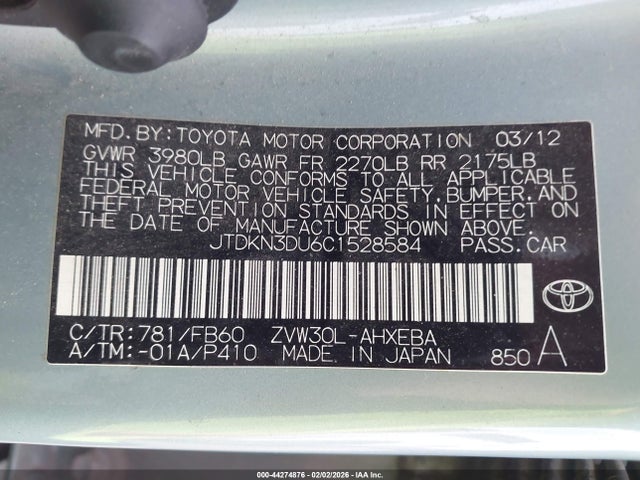 MFD. BY: TOYOTA MOTOR CORPORATION 03/12
GVWR 3980LB GAWR FR 2270LB RR 2175LB
THIS VEHICLE CONFORMS TO ALL APPLICABLE
FEDERAL MOTOR VEHICLE SAFETY, BUMPER, AND
THEFT PREVENTION STANDARDS IN EFFECT ON
THE DATE OF MANUFACTURE SHOWN ABOVE.
JTDKN3DU6C1528584 PASS. CAR
C/TR: 781/FB60 ZVW30L-AHXEBA
A/TM: -01A/P410 MADE IN JAPAN 850 A
000-44274876 - 02/02/2026 - IAA Inc.